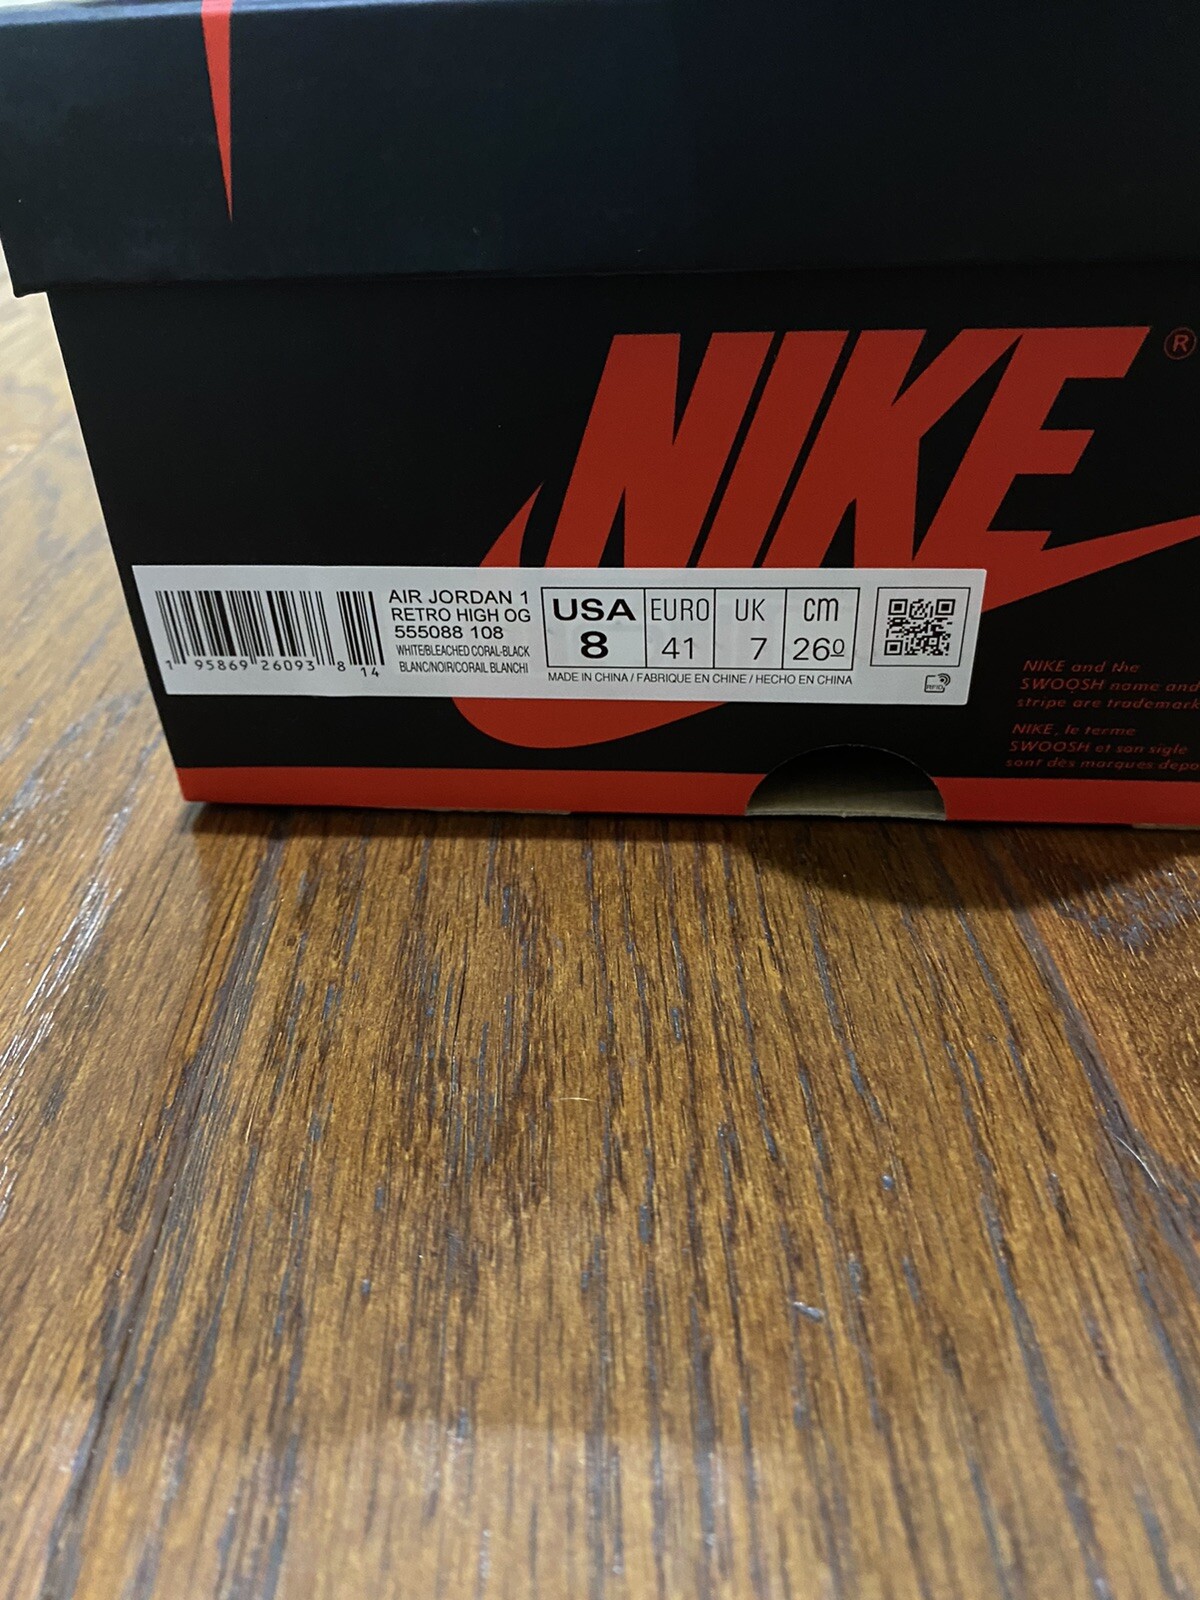 NIKE®
AIR JORDAN 1
RETRO HIGH OG
555088 108
WHITE/BLEACHED CORAL-BLACK
BLANC/NOIR/CORAIL BLANCHI
1 95869 26093 8 14
USA EURO UK cm
8 41 7 260
MADE IN CHINA / FABRIQUE EN CHINE / HECHO EN CHINA
NIKE and the
SWOOSH name and
stripe are trademark
NIKE, le terme
SWOOSH et son sigle
sont des marques depo